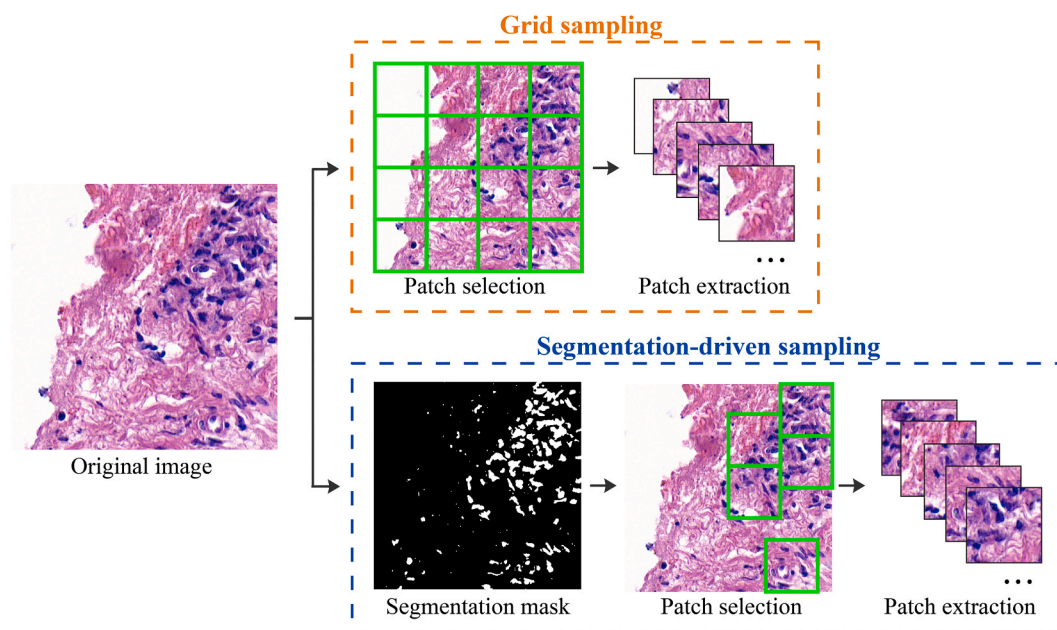 Grid sampling
Patch selection
Patch extraction
...
Original image
Segmentation-driven sampling
Segmentation mask
Patch selection
Patch extraction
...